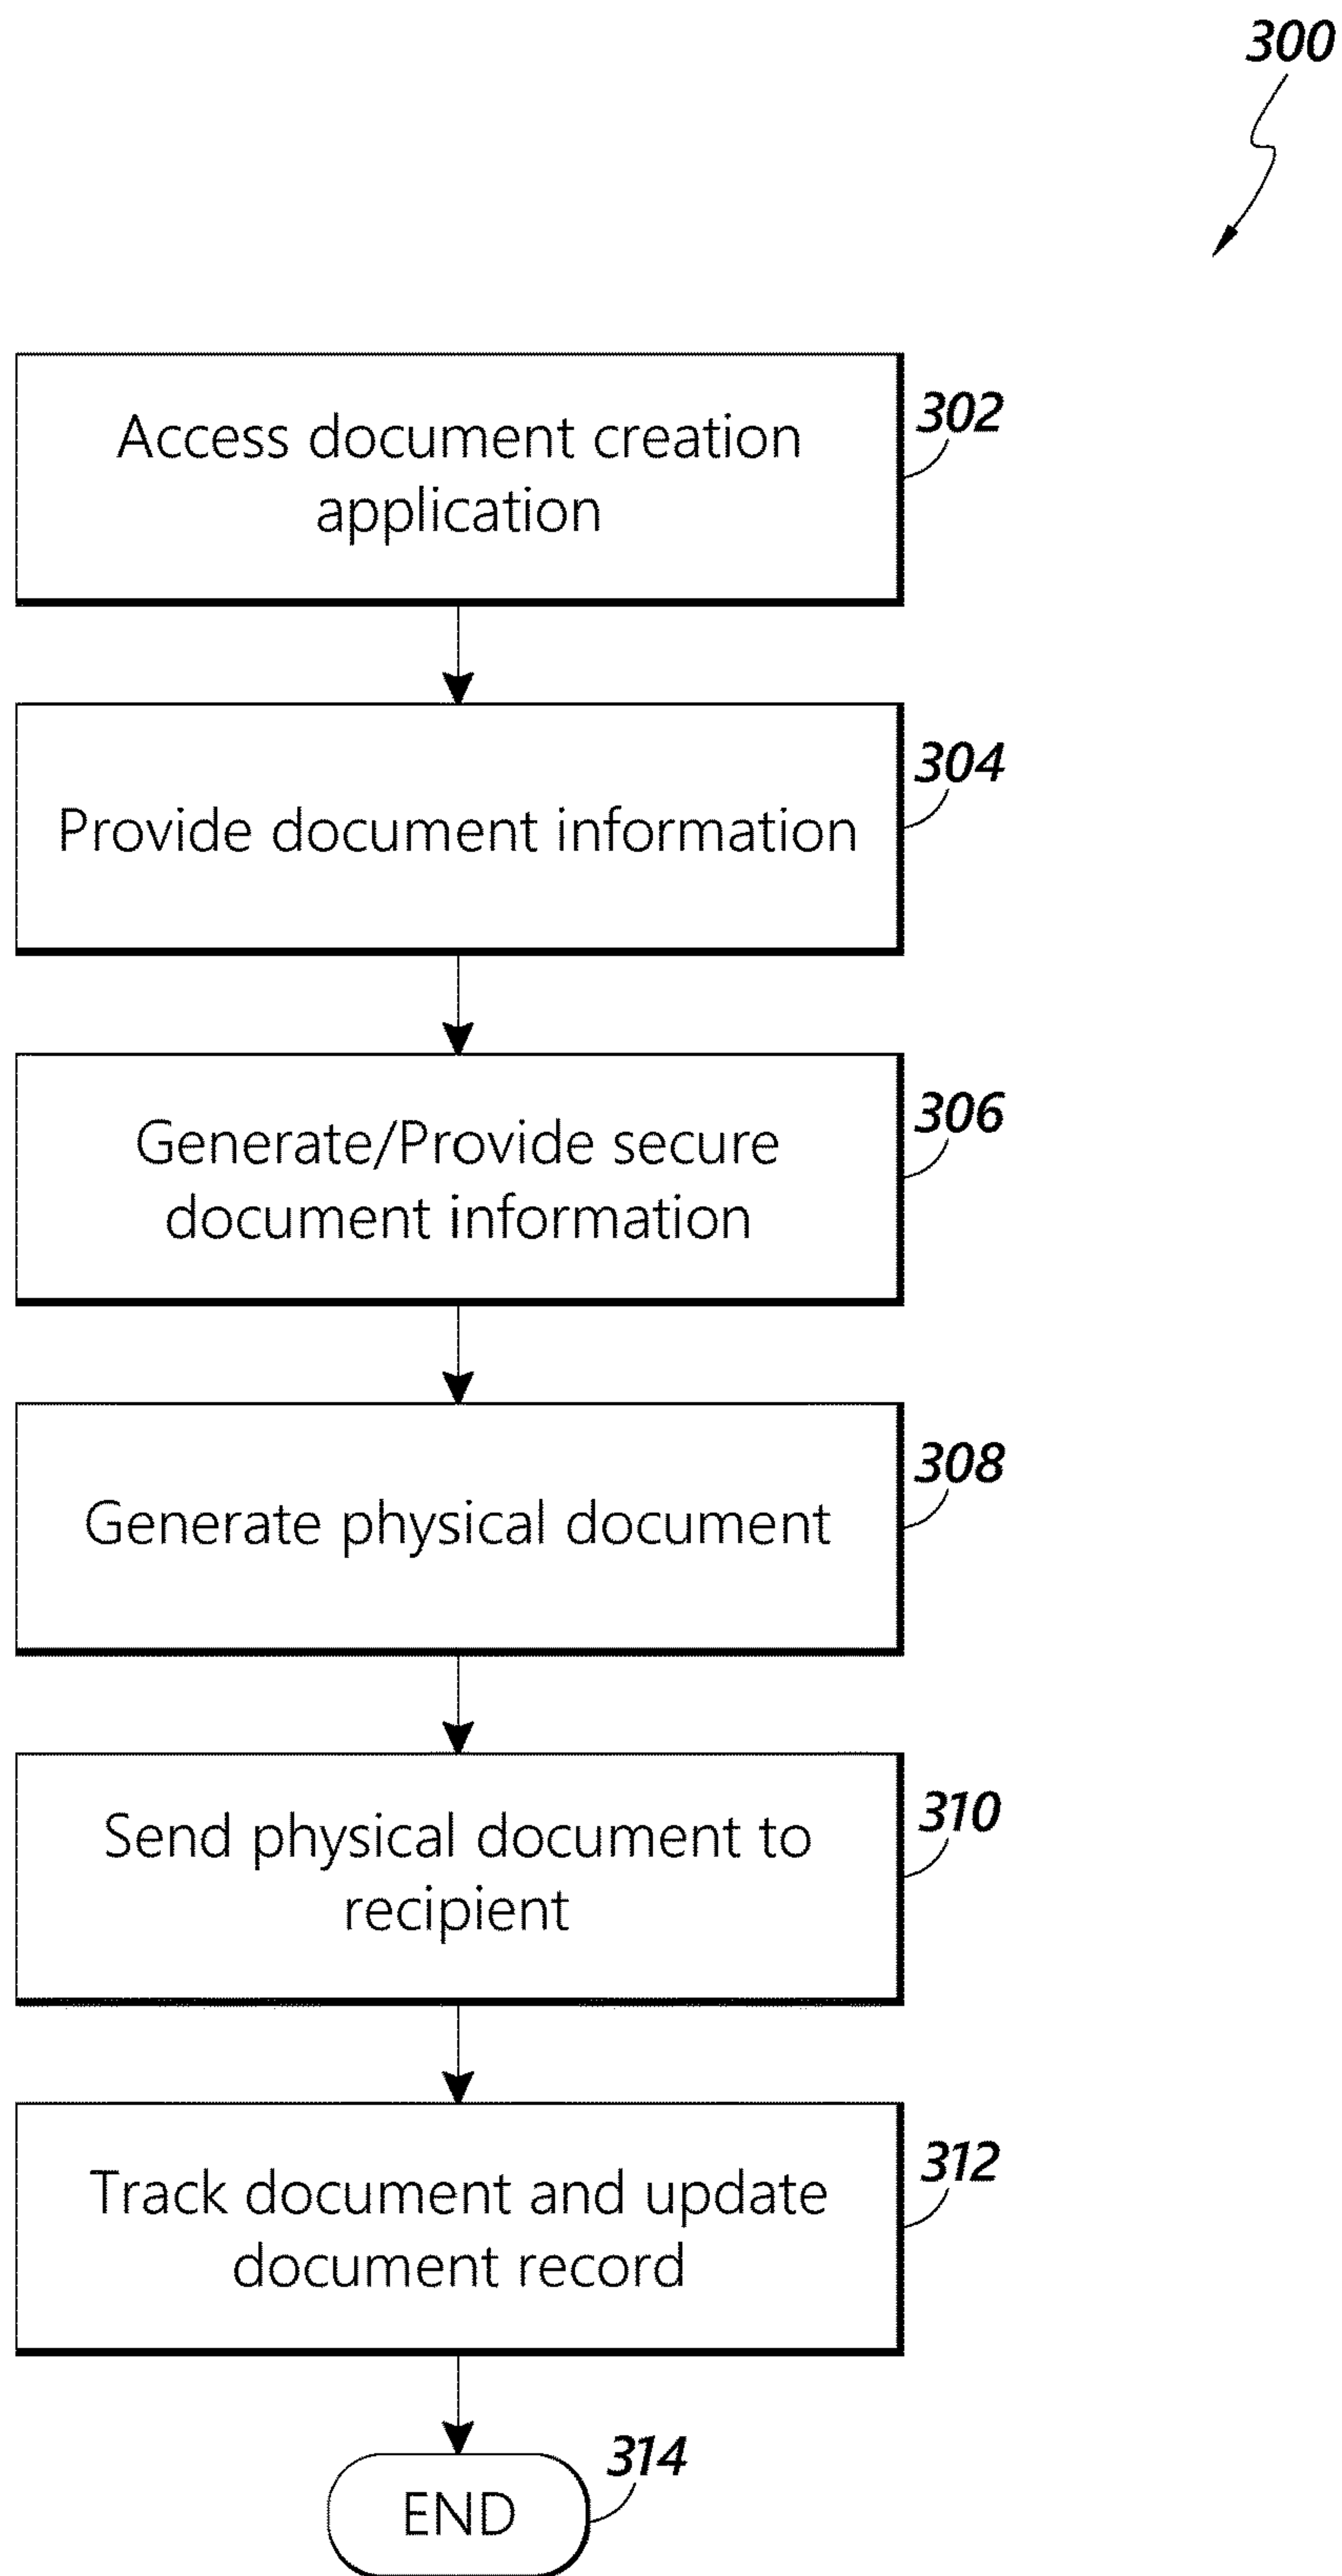 300
Access document creation
application
302
Provide document information
304
Generate/Provide secure
document information
306
Generate physical document
308
Send physical document to
recipient
310
Track document and update
document record
312
END
314